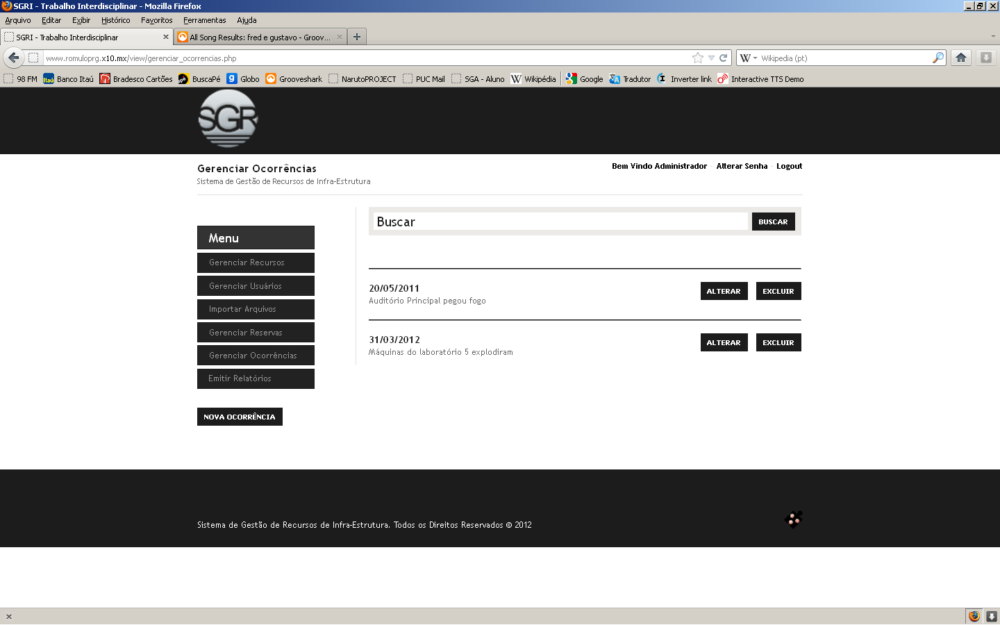 SGRI - Trabalho Interdisciplinar - Mozilla Firefox
Arquivo Editar Exibir Histórico Favoritos Ferramentas Ajuda
SGRI - Trabalho Interdisciplinar All Song Results: fred e gustavo - Groov...
www.romuloprg.x10.mx/view/gerenciar_ocorrencias.php W Wikipedia (pt)
98 FM Itaú Banco Itaú Bradesco Cartões BuscaPé g Globo Grooveshark NarutoPROJECT PUC Mail SGA - Aluno W Wikipédia Google Tradutor Inverter link Interactive TTS Demo
SGR
Gerenciar Ocorrências
Bem Vindo Administrador - Alterar Senha - Logout
Sistema de Gestão de Recursos de Infra-Estrutura
Buscar BUSCAR
Menu
Gerenciar Recursos
Gerenciar Usuários
Importar Arquivos
Gerenciar Reservas
Gerenciar Ocorrências
Emitir Relatórios
NOVA OCORRÊNCIA
20/05/2011
Auditório Principal pegou fogo
ALTERAR EXCLUIR
31/03/2012
Máquinas do laboratório 5 explodiram
ALTERAR EXCLUIR
Sistema de Gestão de Recursos de Infra-Estrutura. Todos os Direitos Reservados © 2012